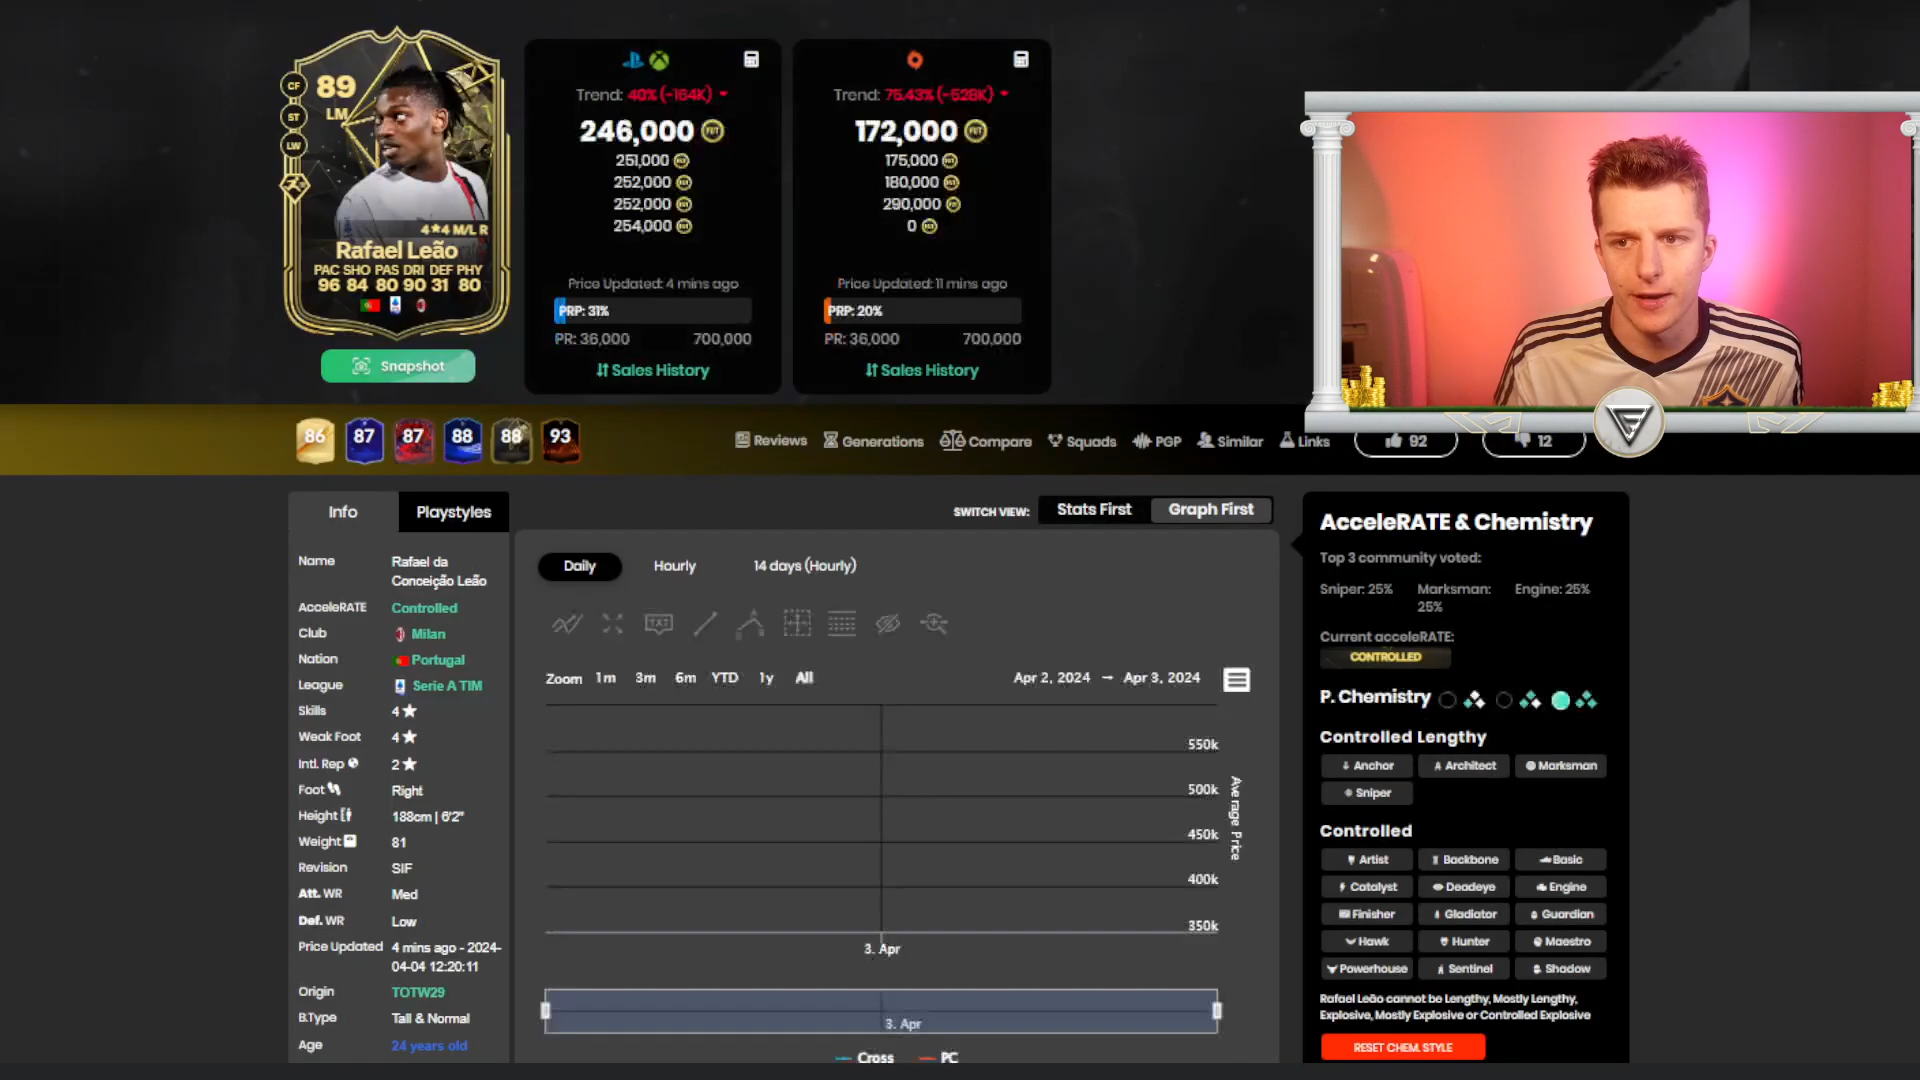 CF
ST
LW
89
LM
4★4 M/L R
Rafael Leão
PAC SHO PAS DRI DEF PHY
96 84 80 90 31 80
Snapshot
Trend: 40% (-164K)
246,000
251,000
252,000
252,000
254,000
Price Updated: 4 mins ago
PRP: 31%
PR: 36,000 700,000
Sales History
Trend: 75.43% (-528K)
172,000
175,000
180,000
290,000
0
Price Updated: 11 mins ago
PRP: 20%
PR: 36,000 700,000
Sales History
86 87 87 88 88 93
Reviews Generations Compare Squads PGP Similar Links 92 12
Info Playstyles
Name Rafael da
Conceição Leão
AcceleRATE Controlled
Club Milan
Nation Portugal
League Serie A TIM
Skills 4★
Weak Foot 4★
Intl. Rep 2★
Foot Right
Height 188cm | 6'2"
Weight 81
Revision SIF
Att. WR Med
Def. WR Low
Price Updated 4 mins ago - 2024-
04-04 12:20:11
Origin TOTW29
B.Type Tall & Normal
Age 24 years old
SWITCH VIEW: Stats First Graph First
Daily Hourly 14 days (Hourly)
TXT
Zoom 1m 3m 6m YTD 1y All Apr 2, 2024 → Apr 3, 2024
550k
500k
450k
400k
350k
Average Price
3. Apr
3. Apr
Cross PC
AcceleRATE & Chemistry
Top 3 community voted:
Sniper: 25% Marksman: Engine: 25%
25%
Current acceleRATE:
CONTROLLED
P. Chemistry
Controlled Lengthy
Anchor Architect Marksman
Sniper
Controlled
Artist Backbone Basic
Catalyst Deadeye Engine
Finisher Gladiator Guardian
Hawk Hunter Maestro
Powerhouse Sentinel Shadow
Rafael Leão cannot be Lengthy, Mostly Lengthy,
Explosive, Mostly Explosive or Controlled Explosive
RESET CHEM. STYLE